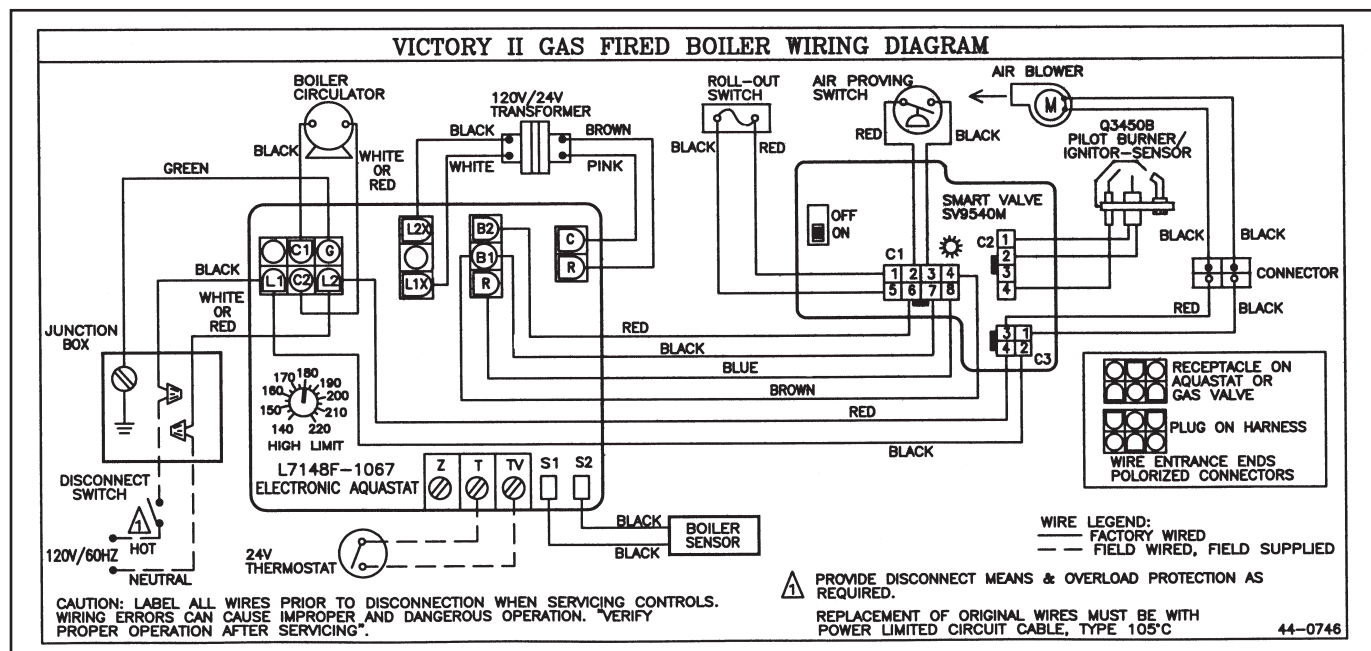 VICTORY II GAS FIRED BOILER WIRING DIAGRAM
BOILER
CIRCULATOR
BLACK
WHITE
OR
RED
GREEN
120V/24V
TRANSFORMER
BLACK
BROWN
WHITE
PINK
ROLL-OUT
SWITCH
BLACK
RED
AIR PROVING
SWITCH
RED
BLACK
AIR BLOWER
M
Q3450B
PILOT BURNER/
IGNITOR-SENSOR
SMART VALVE
SV9540M
OFF
ON
C1
1 2 3 4
5 6 7 8
C2
1
2
3
4
3 1
4 2
C3
BLACK
BLACK
CONNECTOR
RED
BLACK
C1 G
L1 C2 L2
L2X
L1X
B2
B1
R
C
R
BLACK
WHITE
OR
RED
JUNCTION
BOX
RED
BLACK
BLUE
BROWN
RED
BLACK
180
170 190
160 200
150 210
140 220
HIGH LIMIT
L7148F-1067
ELECTRONIC AQUASTAT
Z T TV S1 S2
DISCONNECT
SWITCH
1
HOT
120V/60HZ
NEUTRAL
24V
THERMOSTAT
BLACK
BLACK
BOILER
SENSOR
RECEPTACLE ON
AQUASTAT OR
GAS VALVE
PLUG ON HARNESS
WIRE ENTRANCE ENDS
POLORIZED CONNECTORS
WIRE LEGEND:
FACTORY WIRED
FIELD WIRED, FIELD SUPPLIED
1 PROVIDE DISCONNECT MEANS & OVERLOAD PROTECTION AS
REQUIRED.
CAUTION: LABEL ALL WIRES PRIOR TO DISCONNECTION WHEN SERVICING CONTROLS.
WIRING ERRORS CAN CAUSE IMPROPER AND DANGEROUS OPERATION. "VERIFY
PROPER OPERATION AFTER SERVICING".
REPLACEMENT OF ORIGINAL WIRES MUST BE WITH
POWER LIMITED CIRCUIT CABLE, TYPE 105°C
44-0746